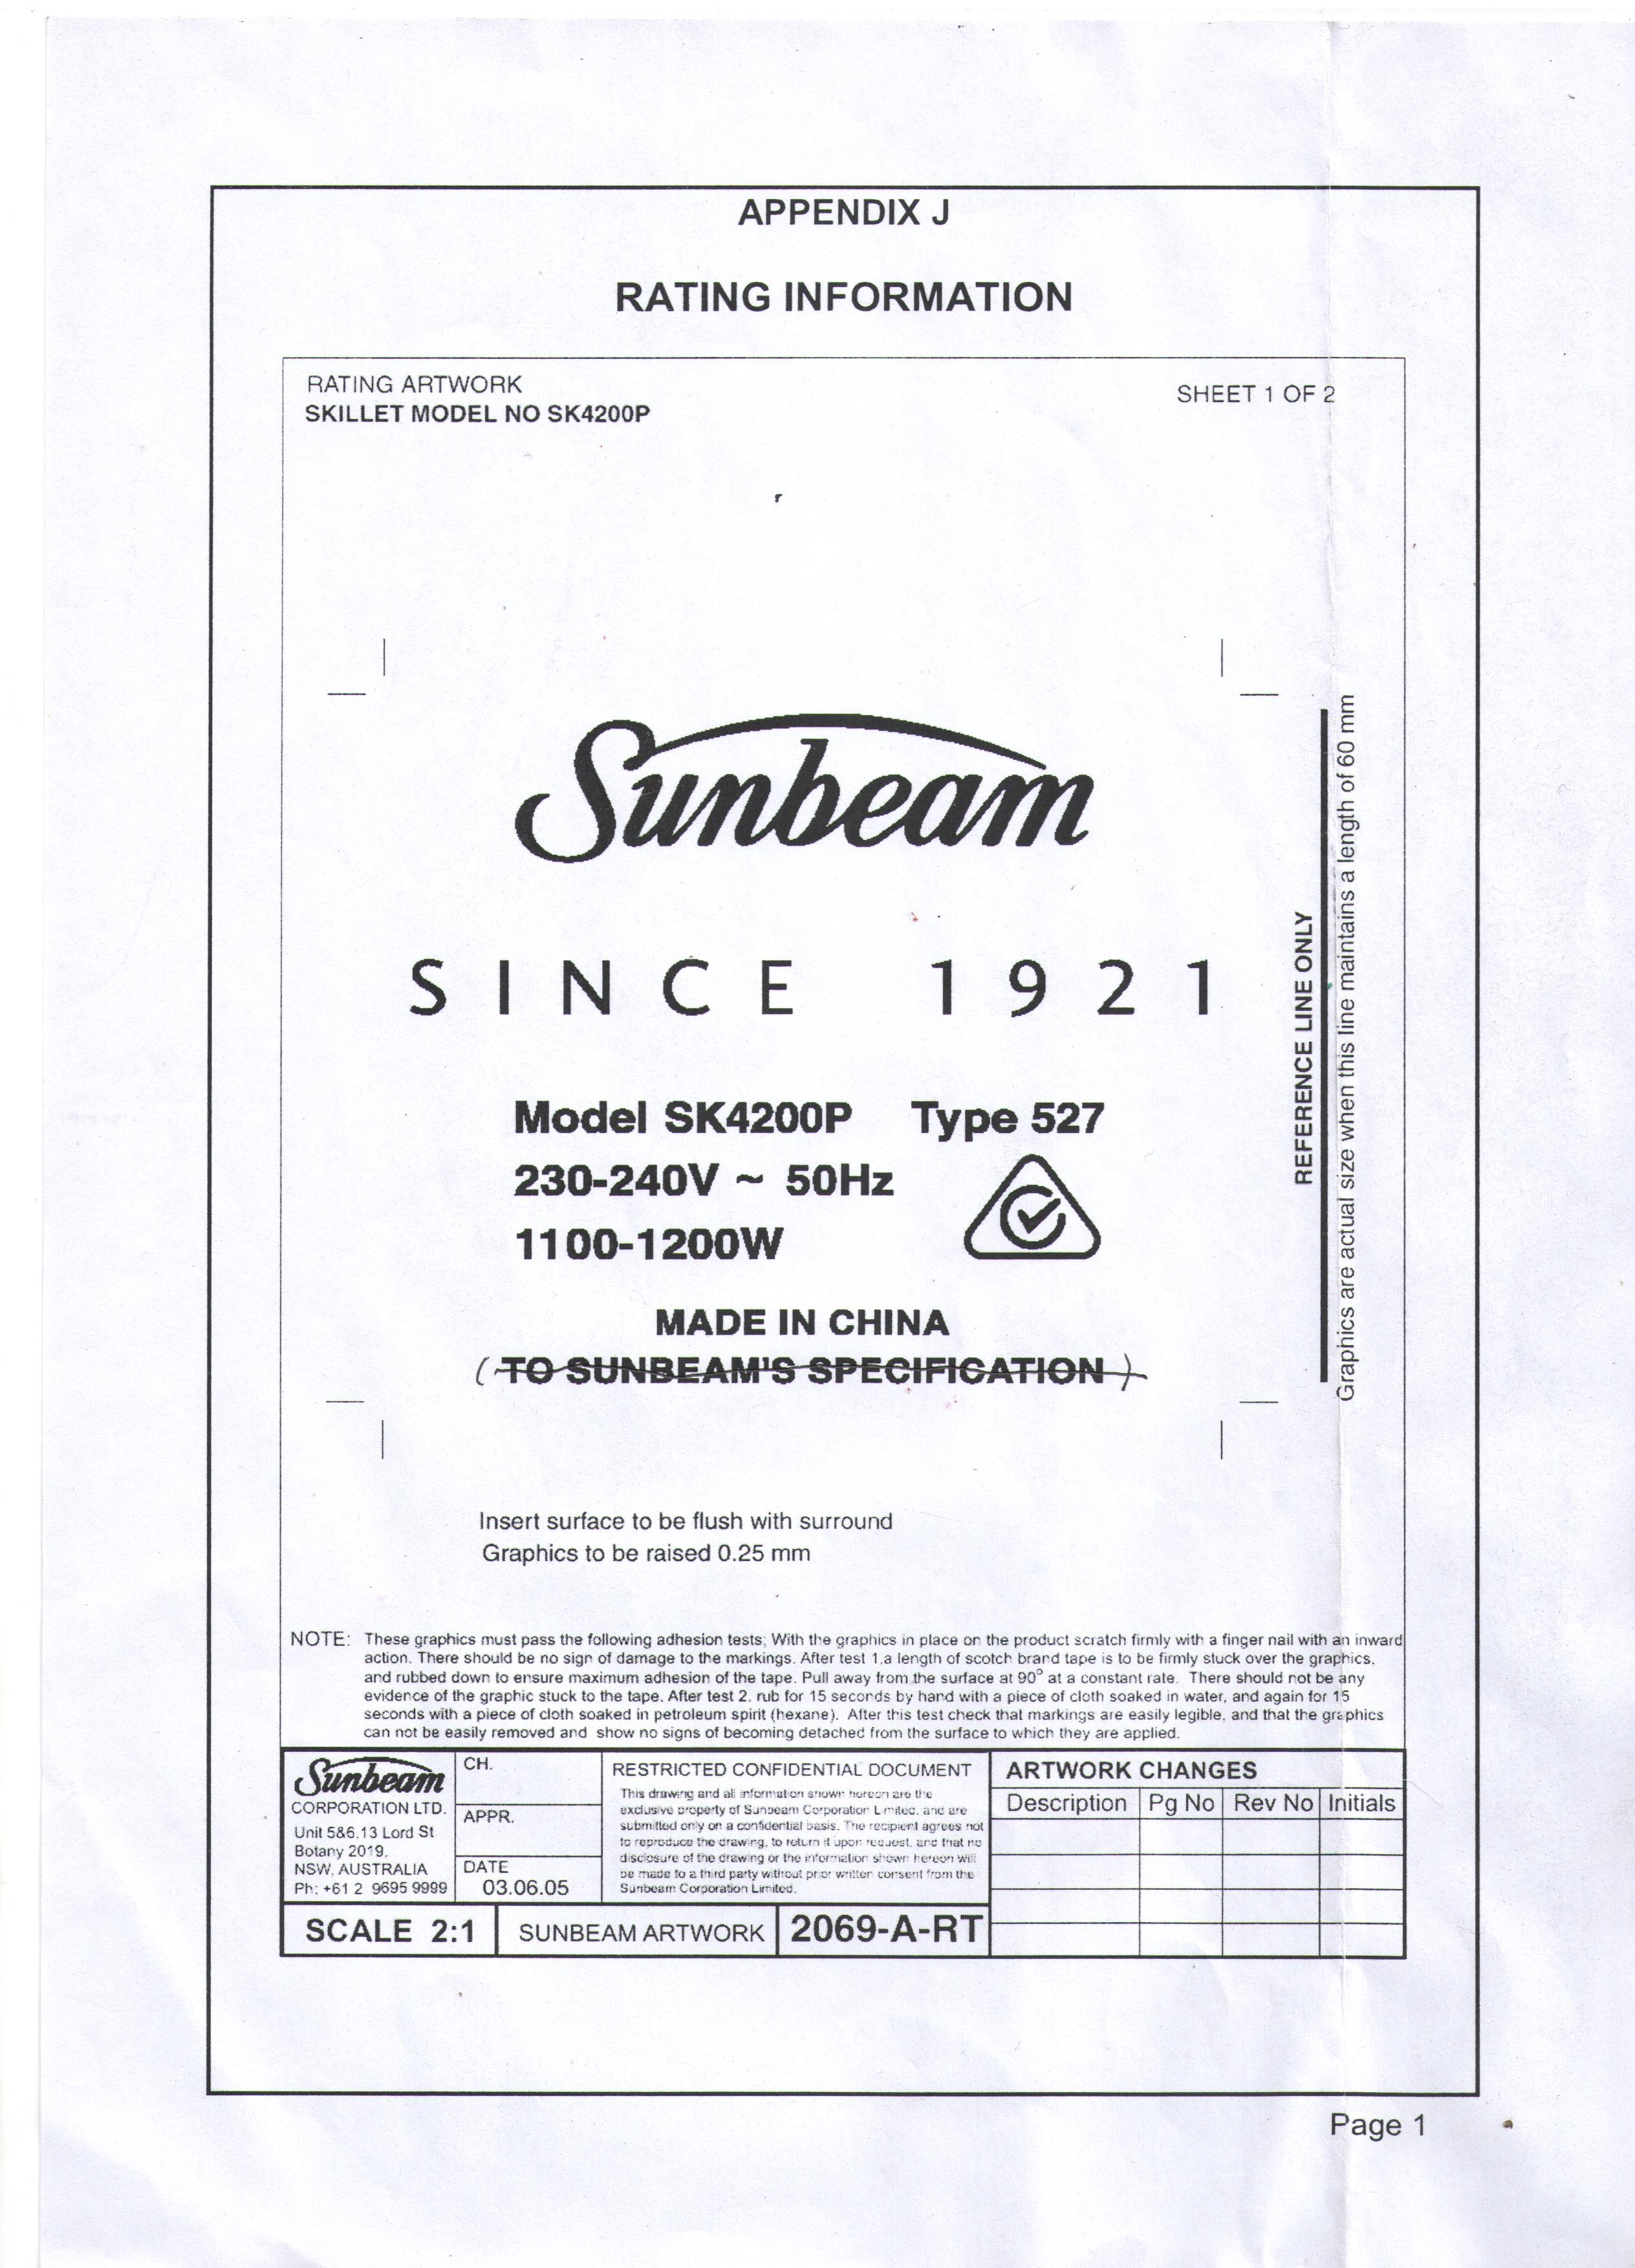 APPENDIX J
RATING INFORMATION
RATING ARTWORK
SKILLET MODEL NO SK4200P
SHEET 1 OF 2
Sunbeam
SINCE 1921
Model SK4200P Type 527
230-240V ~ 50Hz
1100-1200W
MADE IN CHINA
(TO SUNBEAM'S SPECIFICATION)
REFERENCE LINE ONLY
Graphics are actual size when this line maintains a length of 60 mm
Insert surface to be flush with surround
Graphics to be raised 0.25 mm
NOTE: These graphics must pass the following adhesion tests; With the graphics in place on the product scratch firmly with a finger nail with an inward
action. There should be no sign of damage to the markings. After test 1,a length of scotch brand tape is to be firmly stuck over the graphics,
and rubbed down to ensure maximum adhesion of the tape. Pull away from the surface at 90° at a constant rate. There should not be any
evidence of the graphic stuck to the tape. After test 2, rub for 15 seconds by hand with a piece of cloth soaked in water, and again for 15
seconds with a piece of cloth soaked in petroleum spirit (hexane). After this test check that markings are easily legible, and that the graphics
can not be easily removed and show no signs of becoming detached from the surface to which they are applied.
Sunbeam
CORPORATION LTD.
Unit 5&6,13 Lord St
Botany 2019,
NSW, AUSTRALIA
Ph: +61 2 9695 9999
CH.
APPR.
DATE
03.06.05
RESTRICTED CONFIDENTIAL DOCUMENT
This drawing and all information shown hereon are the
exclusive property of Sunbeam Corporation Limited, and are
submitted only on a confidential basis. The recipient agrees not
to reproduce the drawing, to return it upon request, and that no
disclosure of the drawing or the information shown hereon will
be made to a third party without prior written consent from the
Sunbeam Corporation Limited.
ARTWORK CHANGES
Description Pg No Rev No Initials
SCALE 2:1
SUNBEAM ARTWORK
2069-A-RT
Page 1